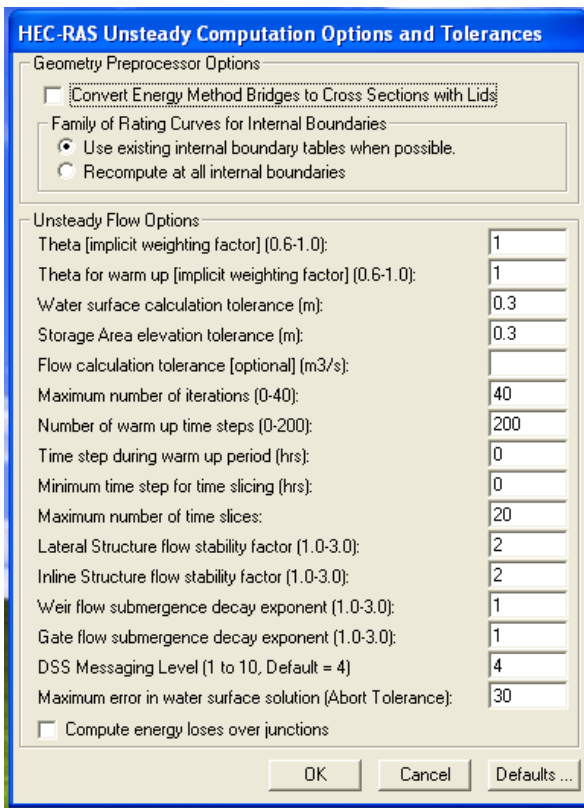 HEC-RAS Unsteady Computation Options and Tolerances
Geometry Preprocessor Options
Convert Energy Method Bridges to Cross Sections with Lids
Family of Rating Curves for Internal Boundaries
Use existing internal boundary tables when possible.
Recompute at all internal boundaries
Unsteady Flow Options
Theta [implicit weighting factor] (0.6-1.0): 1
Theta for warm up [implicit weighting factor] (0.6-1.0): 1
Water surface calculation tolerance (m): 0.3
Storage Area elevation tolerance (m): 0.3
Flow calculation tolerance [optional] (m3/s):
Maximum number of iterations (0-40): 40
Number of warm up time steps (0-200): 200
Time step during warm up period (hrs): 0
Minimum time step for time slicing (hrs): 0
Maximum number of time slices: 20
Lateral Structure flow stability factor (1.0-3.0): 2
Inline Structure flow stability factor (1.0-3.0): 2
Weir flow submergence decay exponent (1.0-3.0): 1
Gate flow submergence decay exponent (1.0-3.0): 1
DSS Messaging Level (1 to 10, Default = 4) 4
Maximum error in water surface solution (Abort Tolerance): 30
Compute energy loses over junctions
OK Cancel Defaults ...